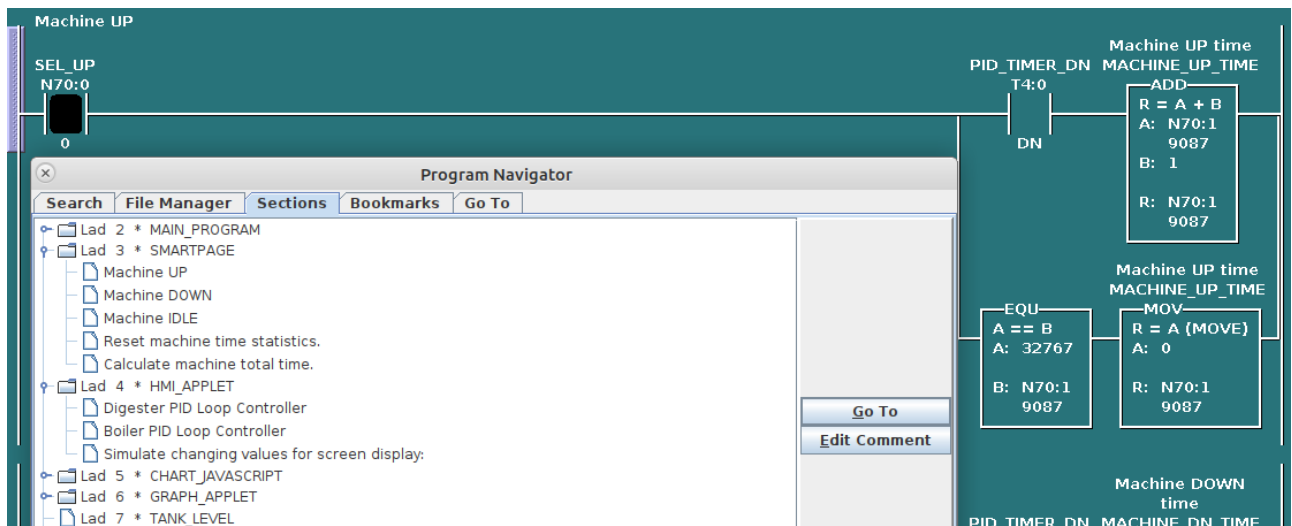 Machine UP
SEL_UP
N70:0
0
PID_TIMER_DN
T4:0
DN
Machine UP time
MACHINE_UP_TIME
ADD
R = A + B
A: N70:1
9087
B: 1
R: N70:1
9087
Program Navigator
Search File Manager Sections Bookmarks Go To
Lad 2 * MAIN_PROGRAM
Lad 3 * SMARTPAGE
Machine UP
Machine DOWN
Machine IDLE
Reset machine time statistics.
Calculate machine total time.
Lad 4 * HMI_APPLET
Digester PID Loop Controller
Boiler PID Loop Controller
Simulate changing values for screen display:
Lad 5 * CHART_JAVASCRIPT
Lad 6 * GRAPH_APPLET
Lad 7 * TANK_LEVEL
Go To
Edit Comment
EQU
A == B
A: 32767
B: N70:1
9087
Machine UP time
MACHINE_UP_TIME
MOV
R = A (MOVE)
A: 0
R: N70:1
9087
Machine DOWN
time
PID_TIMER_DN MACHINE_DN_TIME